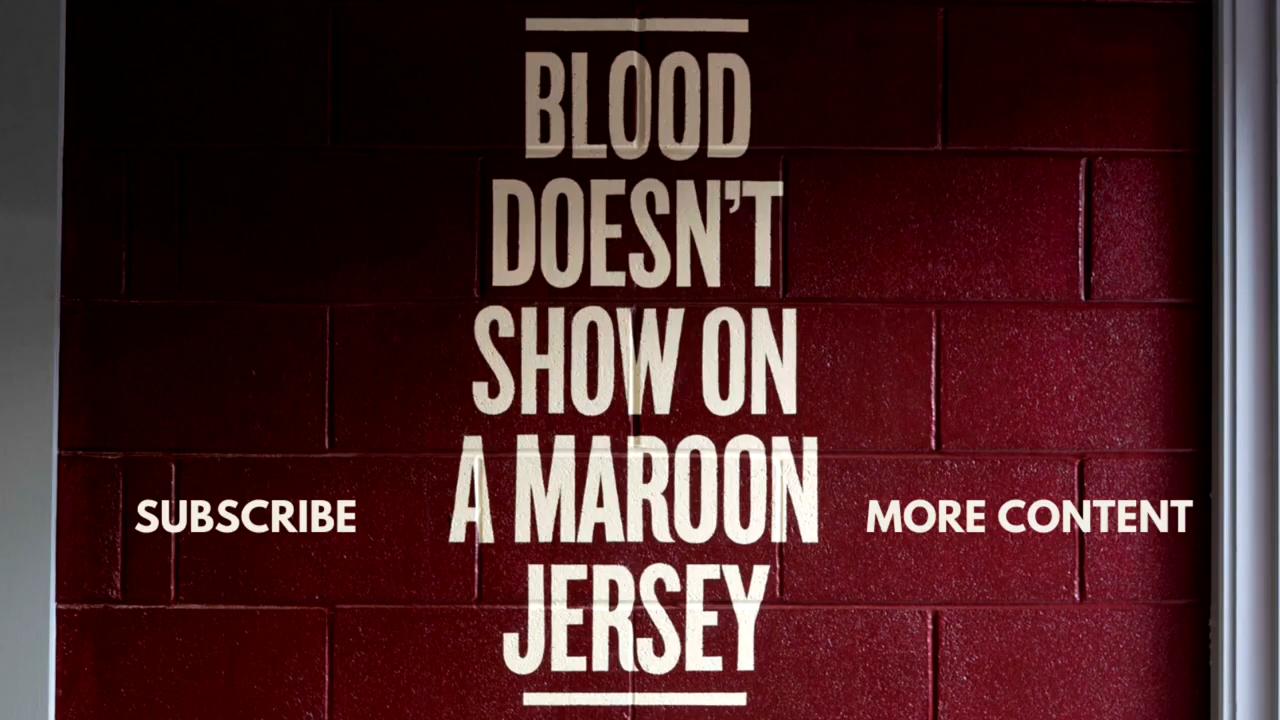 BLOOD
DOESN'T
SHOW ON
A MAROON
JERSEY
SUBSCRIBE
MORE CONTENT